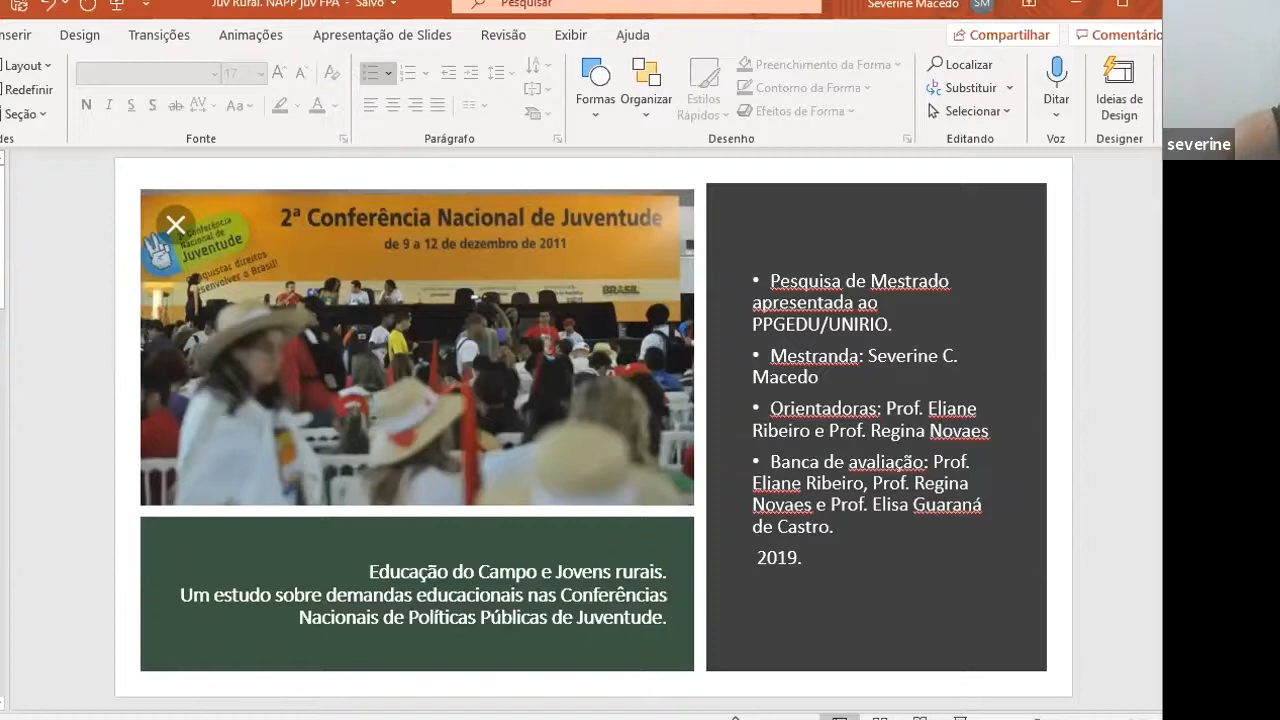 Juv Rural. NAPP Juv FPA - Salvo
Pesquisar
Severine Macedo
SM
nserir
Design
Transições
Animações
Apresentação de Slides
Revisão
Exibir
Ajuda
Compartilhar
Comentário
Layout
Redefinir
Seção
17
Formas
Organizar
Estilos
Rápidos
Preenchimento da Forma
Contorno da Forma
Efeitos de Forma
Localizar
Substituir
Selecionar
Ditar
Ideias de
Design
des
Fonte
Parágrafo
Desenho
Editando
Voz
Designer
severine
2ª Conferência Nacional de Juventude
de 9 a 12 de dezembro de 2011
2ª Conferência
Nacional de
Juventude
BRASIL
• Pesquisa de Mestrado
apresentada ao
PPGEDU/UNIRIO.
• Mestranda: Severine C.
Macedo
• Orientadoras: Prof. Eliane
Ribeiro e Prof. Regina Novaes
• Banca de avaliação: Prof.
Eliane Ribeiro, Prof. Regina
Novaes e Prof. Elisa Guaraná
de Castro.
2019.
Educação do Campo e Jovens rurais.
Um estudo sobre demandas educacionais nas Conferências
Nacionais de Políticas Públicas de Juventude.